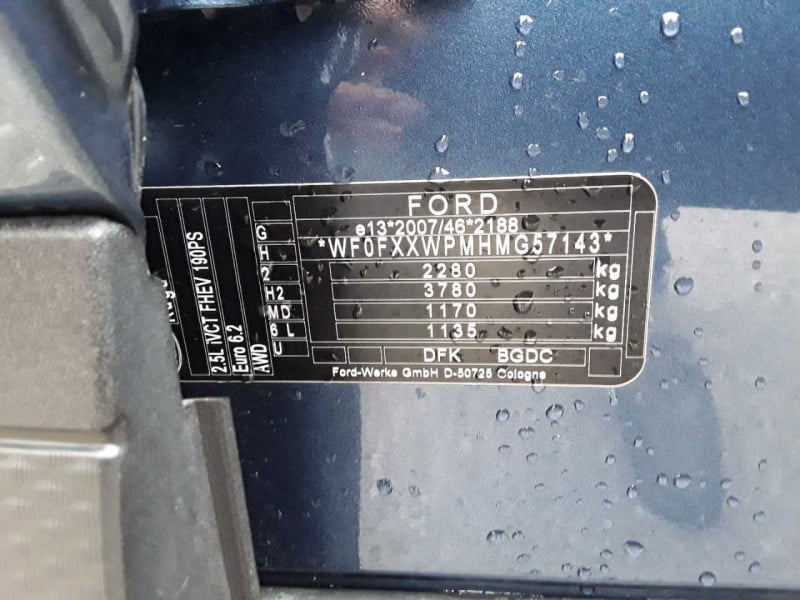 FORD
e13*2007/46*2188
*WF0FXXWPMHMG57143*
2280 kg
3780 kg
1170 kg
1135 kg
DFK BGDC
Ford-Werke GmbH D-50725 Cologne
G
H
2
H2
MD
6 L
U
Kuga
2.5L iVCT FHEV 190PS
Euro 6.2
AWD